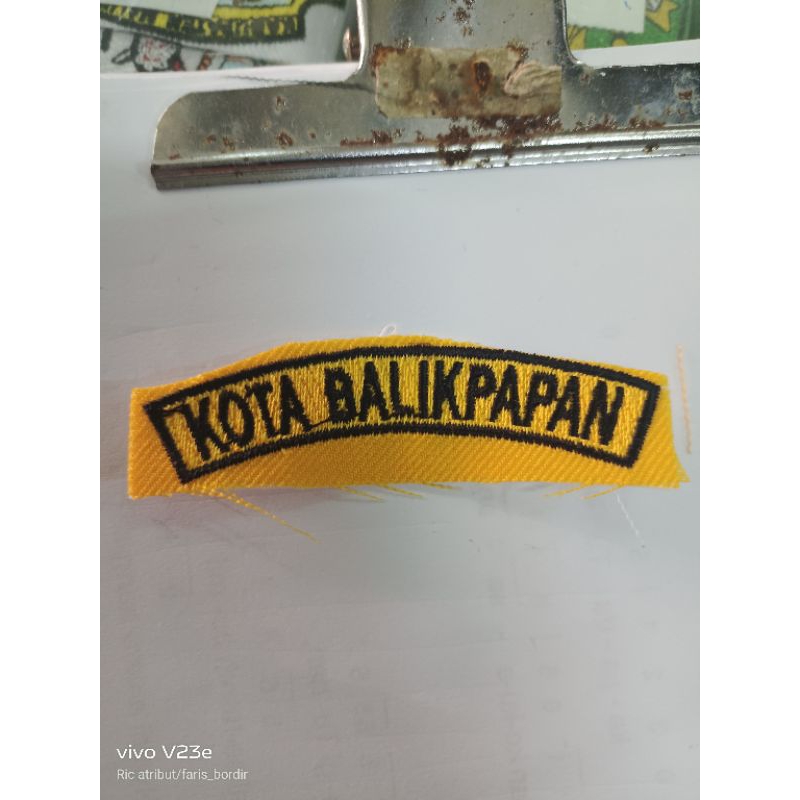 KOTA BALIKPAPAN
vivo V23e
Ric atribut/faris_bordir